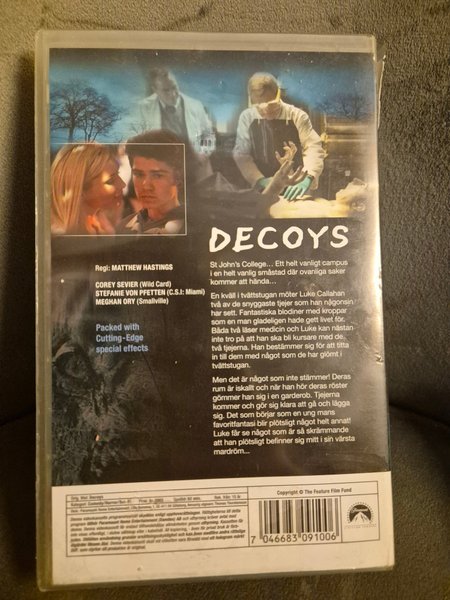 DECOYS
Regi: MATTHEW HASTINGS
COREY SEVIER (Wild Card)
STEFANIE VON PFETTEN (C.S.I: Miami)
MEGHAN ORY (Smallville)
Packed with
Cutting-Edge
special effects
St John's College... Ett helt vanligt campus
i en helt vanlig småstad där ovanliga saker
kommer att hända...
En kväll i tvättstugan möter Luke Callahan
två av de snyggaste tjejer som han någonsin
har sett. Fantastiska blodiner med kroppar
som en man gladeligen hade gett livet för.
Båda två läser medicin och Luke kan nästan
inte tro på att han ska bli kursare med de
två tjejerna. Han bestämmer sig för att titta
in till dem med något som de har glömt i
tvättstugan.
Men det är något som inte stämmer! Deras
rum är iskallt och när han hör deras röster
gömmer han sig i en garderob. Tjejerna
kommer och gör sig klara att gå och lägga
sig. Det som börjar som en ung mans
favoritfantasi blir plötsligt något helt annat!
Luke får se något som är så skrämmande
att han plötsligt befinner sig mitt i sin värsta
mardröm...
Copyright © The Feature Film Fund
7 046683 091006